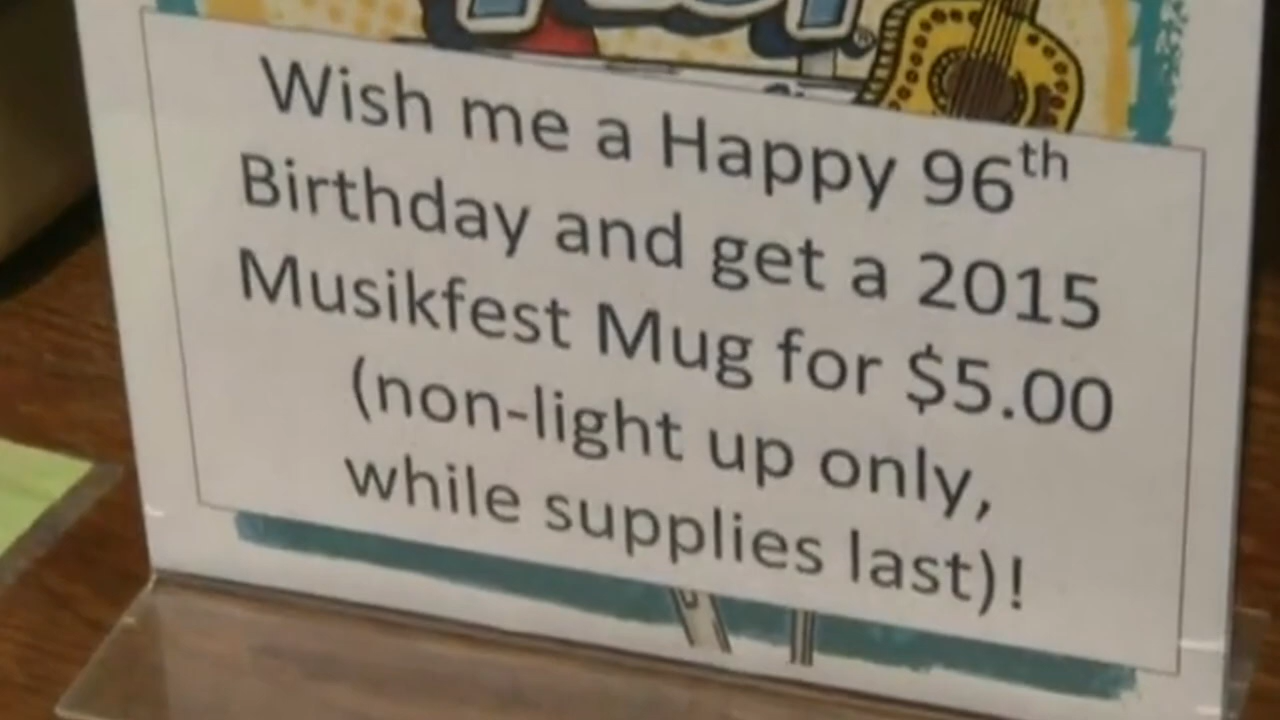 Wish me a Happy 96th
Birthday and get a 2015
Musikfest Mug for $5.00
(non-light up only,
while supplies last)!